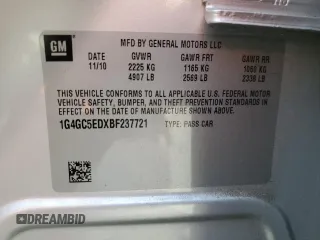 GM
MFD BY GENERAL MOTORS LLC
11/10 GVWR GAWR FRT GAWR RR
2225 KG 1165 KG 1060 KG
4907 LB 2569 LB 2338 LB
THIS VEHICLE CONFORMS TO ALL APPLICABLE U.S. FEDERAL MOTOR
VEHICLE SAFETY, BUMPER, AND THEFT PREVENTION STANDARDS
IN EFFECT ON THE DATE OF MANUFACTURE SHOWN ABOVE.
1G4GC5EDXBF237721 TYPE: PASS CAR
DREAMBID